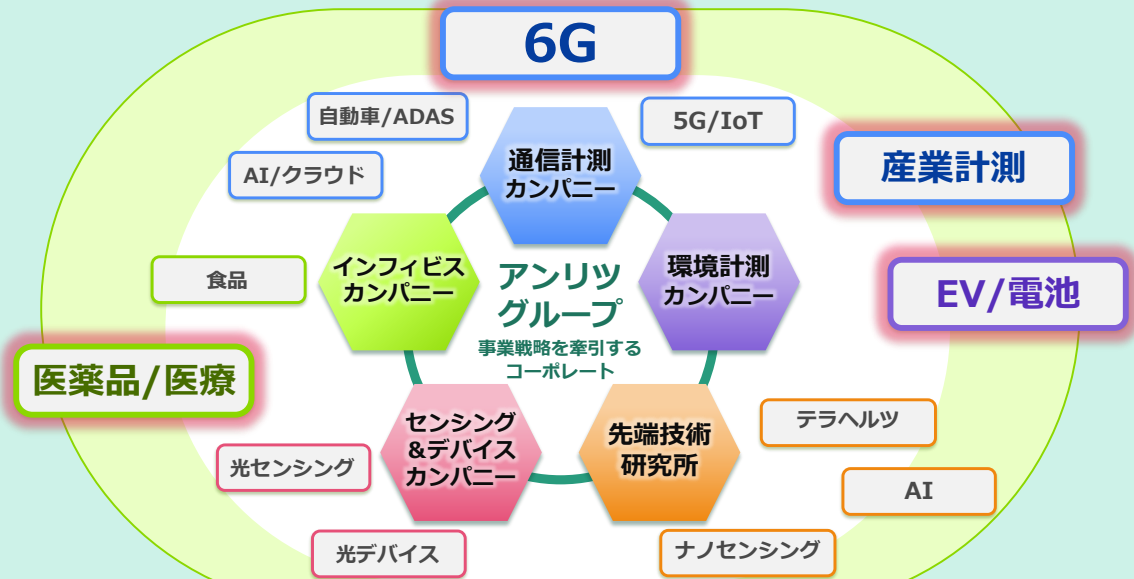 6G
自動車/ADAS
5G/IoT
通信計測
カンパニー
産業計測
AI/クラウド
インフィビス
カンパニー
アンリツ
グループ
事業戦略を牽引する
コーポレート
環境計測
カンパニー
食品
EV/電池
医薬品/医療
センシング
&デバイス
カンパニー
先端技術
研究所
テラヘルツ
光センシング
AI
光デバイス
ナノセンシング